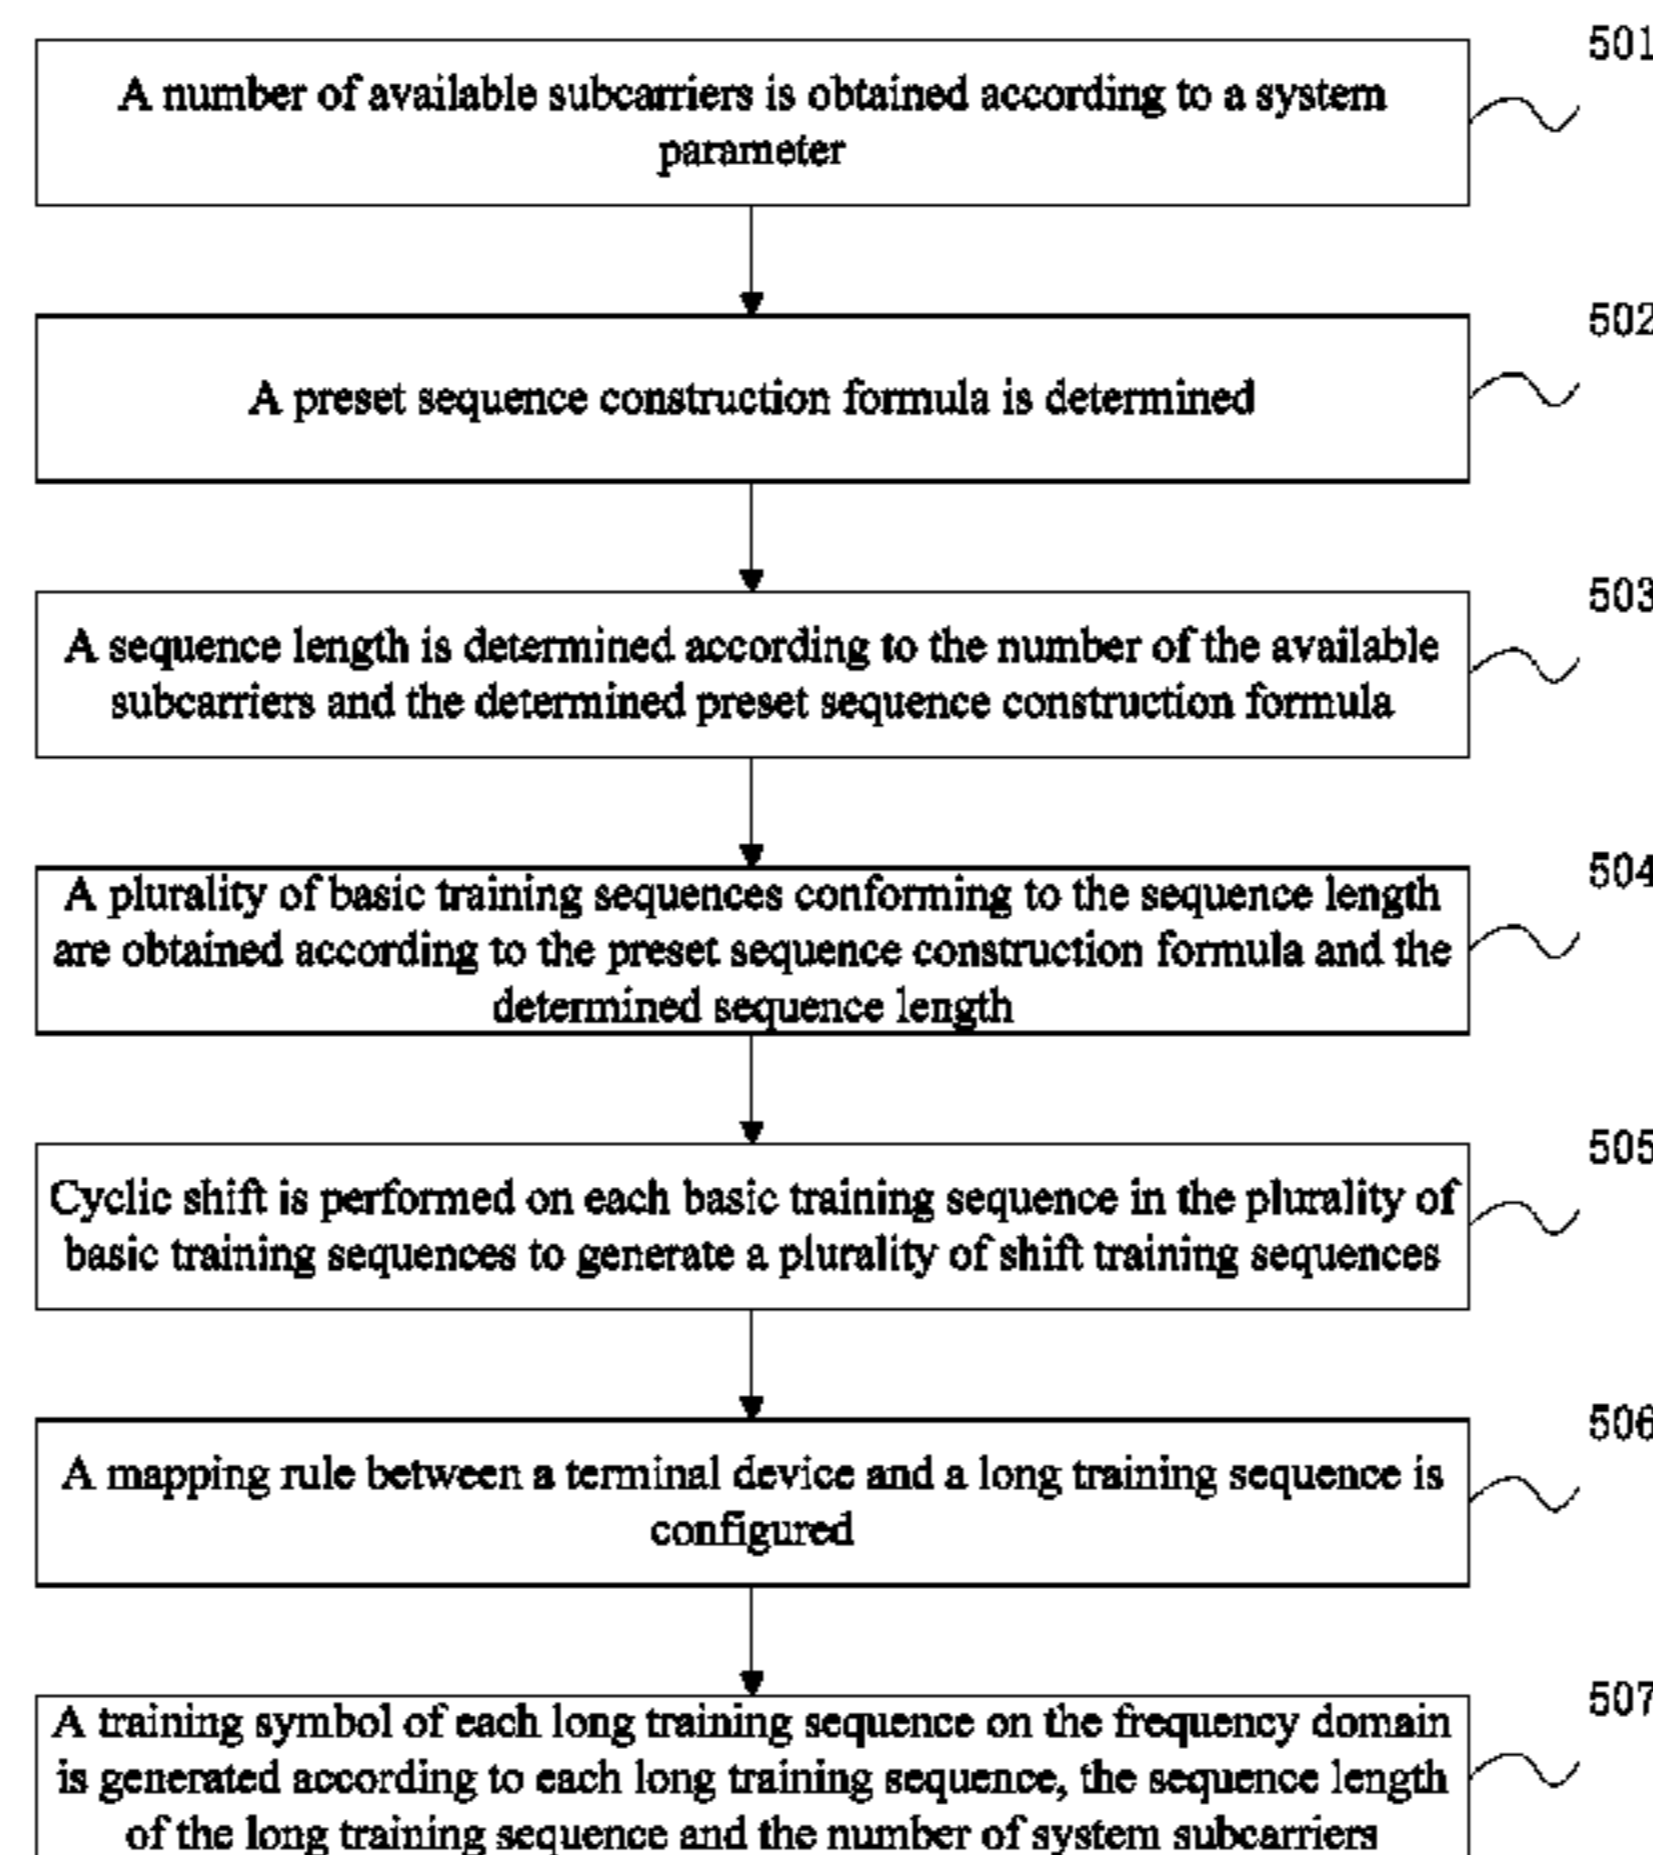 501
A number of available subcarriers is obtained according to a system
parameter
502
A preset sequence construction formula is determined
503
A sequence length is determined according to the number of the available
subcarriers and the determined preset sequence construction formula
504
A plurality of basic training sequences conforming to the sequence length
are obtained according to the preset sequence construction formula and the
determined sequence length
505
Cyclic shift is performed on each basic training sequence in the plurality of
basic training sequences to generate a plurality of shift training sequences
506
A mapping rule between a terminal device and a long training sequence is
configured
507
A training symbol of each long training sequence on the frequency domain
is generated according to each long training sequence, the sequence length
of the long training sequence and the number of system subcarriers